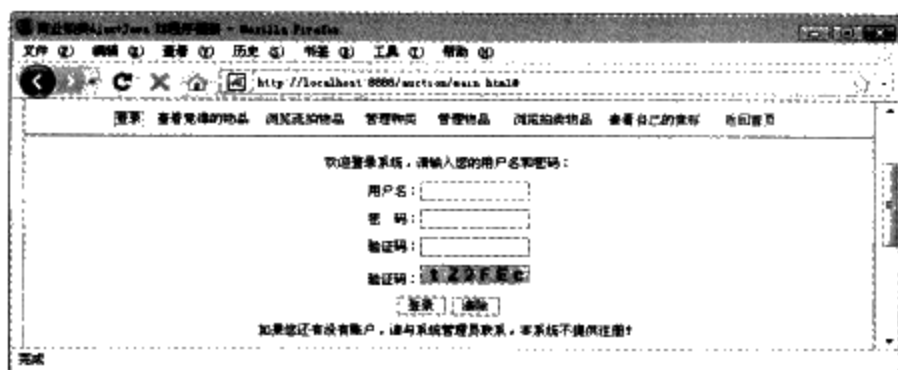 - Mozilla Firefox
文件(F) 编辑(E) 查看(V) 历史(S) 书签(B) 工具(T) 帮助(H)
http://localhost:8888/auction/main.html#
登录 查看竞得的物品 浏览流拍物品 管理种类 管理物品 浏览拍卖物品 查看自己的竞标 返回首页
欢迎登录系统，请输入您的用户名和密码：
用户名：
密 码：
验证码：
验证码：
登录 清除
如果您还有没有账户，请与系统管理员联系，本系统不提供注册！
完成